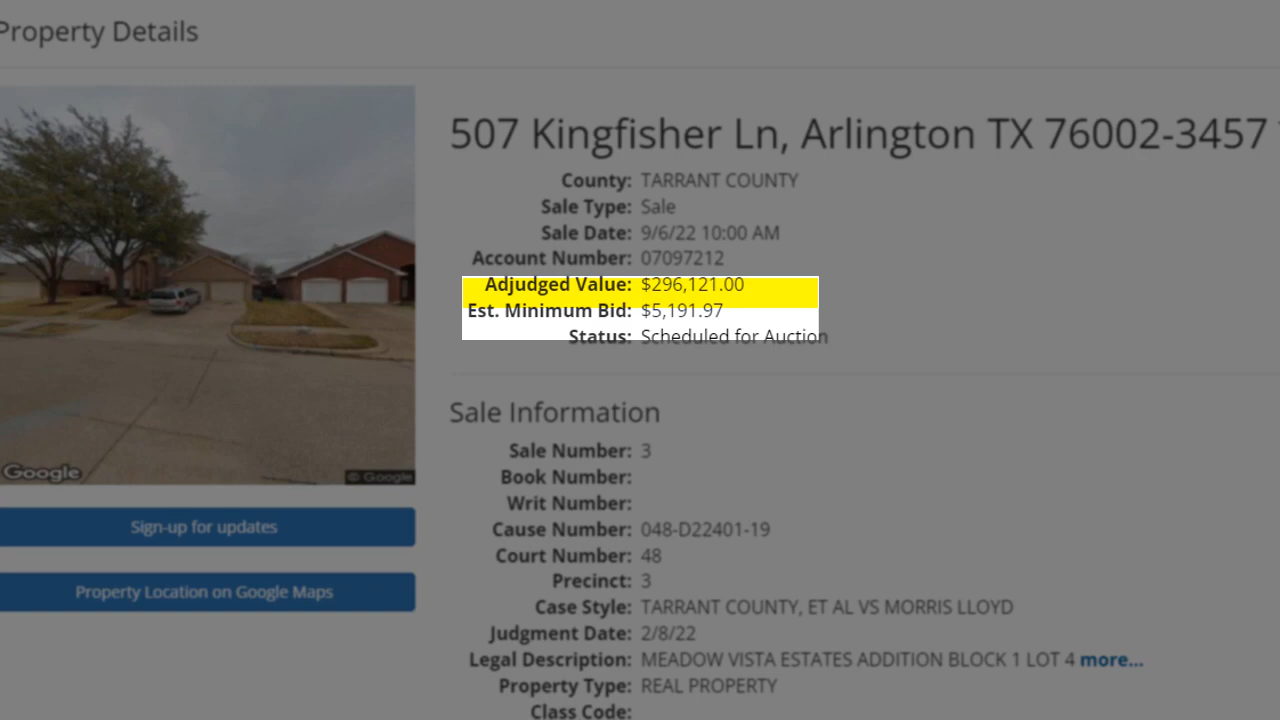 Property Details
507 Kingfisher Ln, Arlington TX 76002-3457
County: TARRANT COUNTY
Sale Type: Sale
Sale Date: 9/6/22 10:00 AM
Account Number: 07097212
Adjudged Value: $296,121.00
Est. Minimum Bid: $5,191.97
Status: Scheduled for Auction
Google
© Google
Sign-up for updates
Property Location on Google Maps
Sale Information
Sale Number: 3
Book Number:
Writ Number:
Cause Number: 048-D22401-19
Court Number: 48
Precinct: 3
Case Style: TARRANT COUNTY, ET AL VS MORRIS LLOYD
Judgment Date: 2/8/22
Legal Description: MEADOW VISTA ESTATES ADDITION BLOCK 1 LOT 4 more...
Property Type: REAL PROPERTY
Class Code: